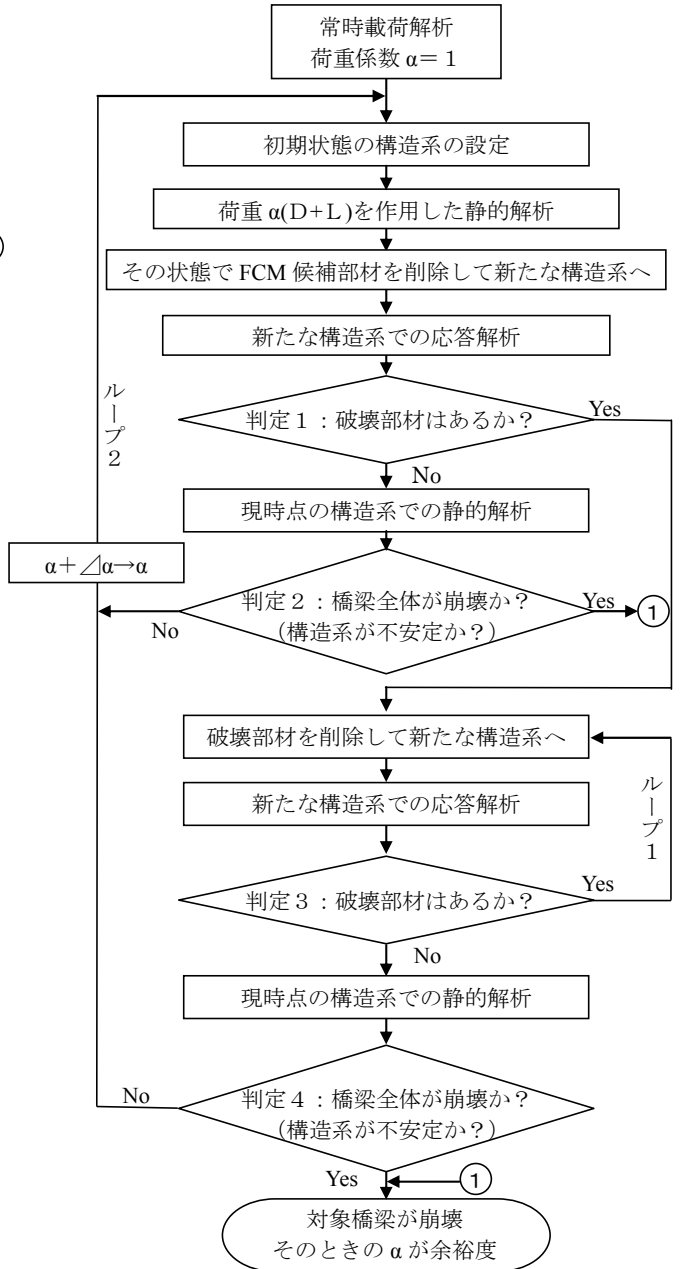 常時載荷解析
荷重係数 α＝１
初期状態の構造系の設定
荷重 α(Ｄ+Ｌ)を作用した静的解析
その状態で FCM 候補部材を削除して新たな構造系へ
新たな構造系での応答解析
判定１：破壊部材はあるか？
Yes
No
ループ２
現時点の構造系での静的解析
α＋⊿α→α
判定２：橋梁全体が崩壊か？
（構造系が不安定か？）
Yes
①
No
破壊部材を削除して新たな構造系へ
新たな構造系での応答解析
ループ１
判定３：破壊部材はあるか？
Yes
No
現時点の構造系での静的解析
判定４：橋梁全体が崩壊か？
（構造系が不安定か？）
No
Yes
①
対象橋梁が崩壊
そのときの α が余裕度